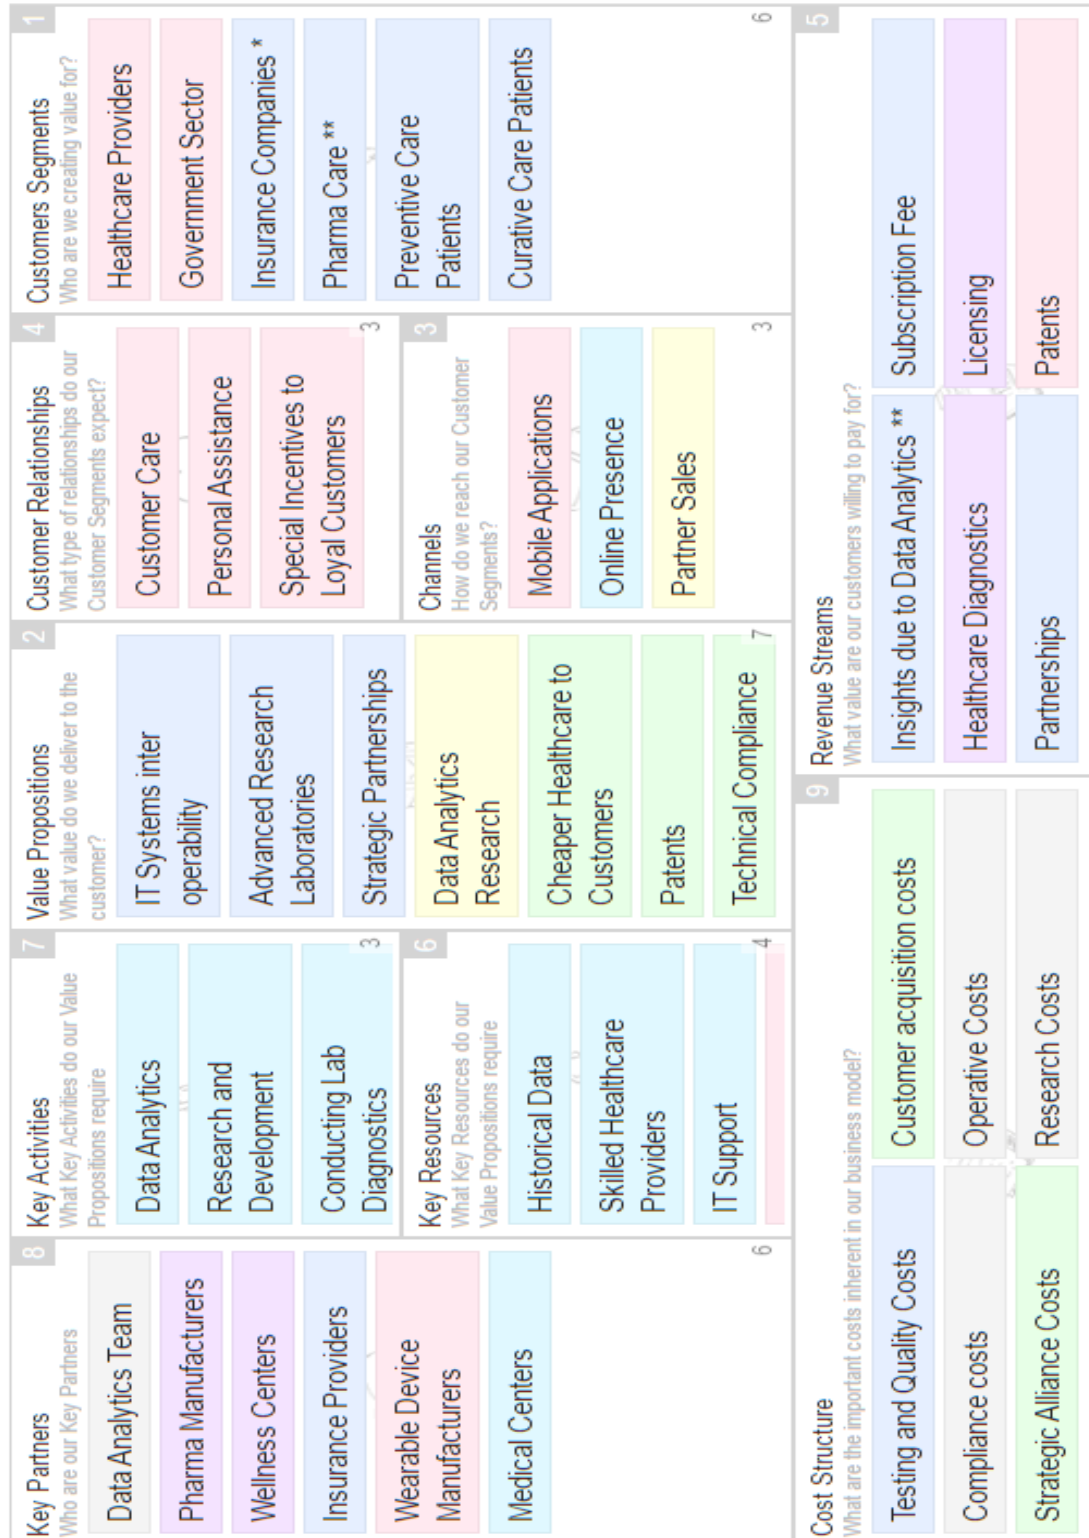 Key Partners
8
Who are our Key Partners
Data Analytics Team
Pharma Manufacturers
Wellness Centers
Insurance Providers
Wearable Device
Manufacturers
Medical Centers
6
Key Activities
7
What Key Activities do our Value
Propositions require
Data Analytics
Research and
Development
Conducting Lab
Diagnostics
3
Key Resources
6
What Key Resources do our
Value Propositions require
Historical Data
Skilled Healthcare
Providers
IT Support
4
Value Propositions
2
What value do we deliver to the
customer?
IT Systems inter
operability
Advanced Research
Laboratories
Strategic Partnerships
Data Analytics
Research
Cheaper Healthcare to
Customers
Patents
Technical Compliance
7
Customer Relationships
4
What type of relationships do our
Customer Segments expect?
Customer Care
Personal Assistance
Special Incentives to
Loyal Customers
3
Channels
3
How do we reach our Customer
Segments?
Mobile Applications
Online Presence
Partner Sales
3
Customers Segments
1
Who are we creating value for?
Healthcare Providers
Government Sector
Insurance Companies *
Pharma Care **
Preventive Care
Patients
Curative Care Patients
6
Cost Structure
9
What are the important costs inherent in our business model?
Testing and Quality Costs
Customer acquisition costs
Compliance costs
Operative Costs
Strategic Alliance Costs
Research Costs
Revenue Streams
5
What value are our customers willing to pay for?
Insights due to Data Analytics **
Subscription Fee
Healthcare Diagnostics
Licensing
Partnerships
Patents